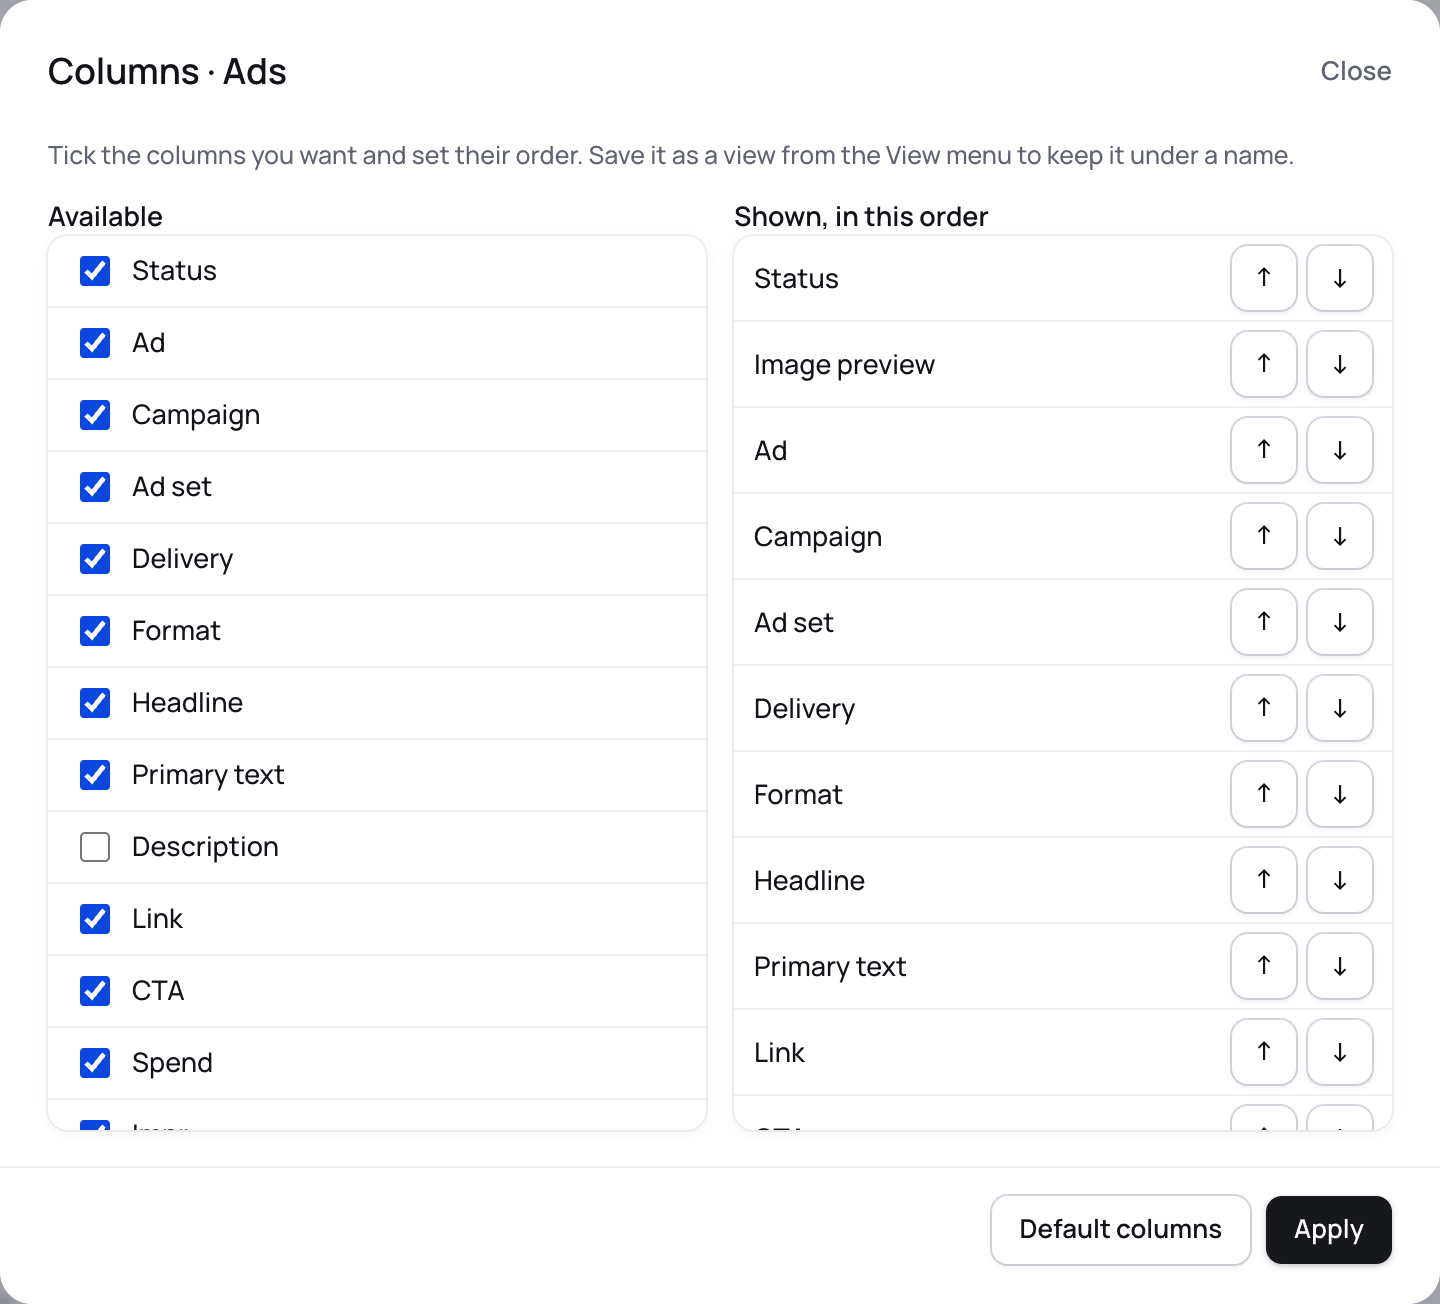 Columns · Ads
Close
Tick the columns you want and set their order. Save it as a view from the View menu to keep it under a name.
Available
Status
Ad
Campaign
Ad set
Delivery
Format
Headline
Primary text
Description
Link
CTA
Spend
Shown, in this order
Status ↑ ↓
Image preview ↑ ↓
Ad ↑ ↓
Campaign ↑ ↓
Ad set ↑ ↓
Delivery ↑ ↓
Format ↑ ↓
Headline ↑ ↓
Primary text ↑ ↓
Link ↑ ↓
Default columns
Apply